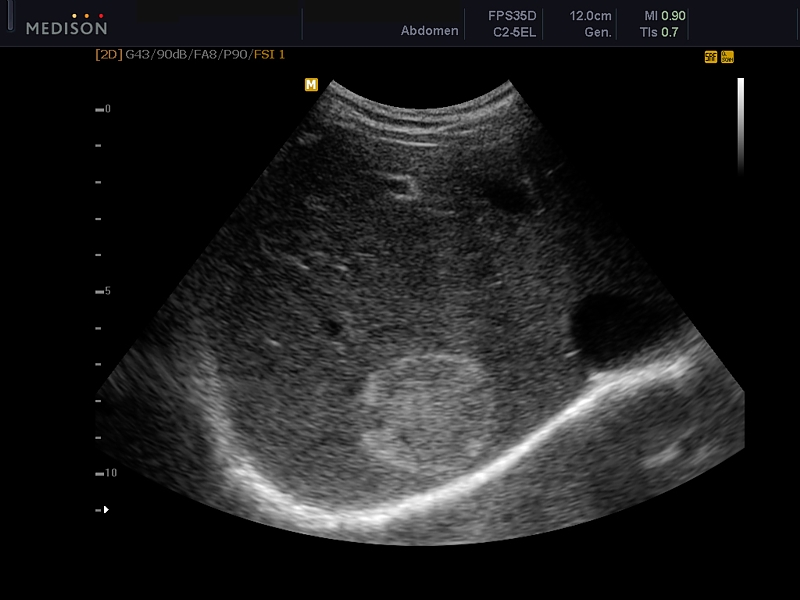 MEDISON
Abdomen
FPS35D
C2-5EL
12.0cm
Gen.
MI 0.90
TIs 0.7
[2D] G43/90dB/FA8/P90/FSI 1
M
0
5
10